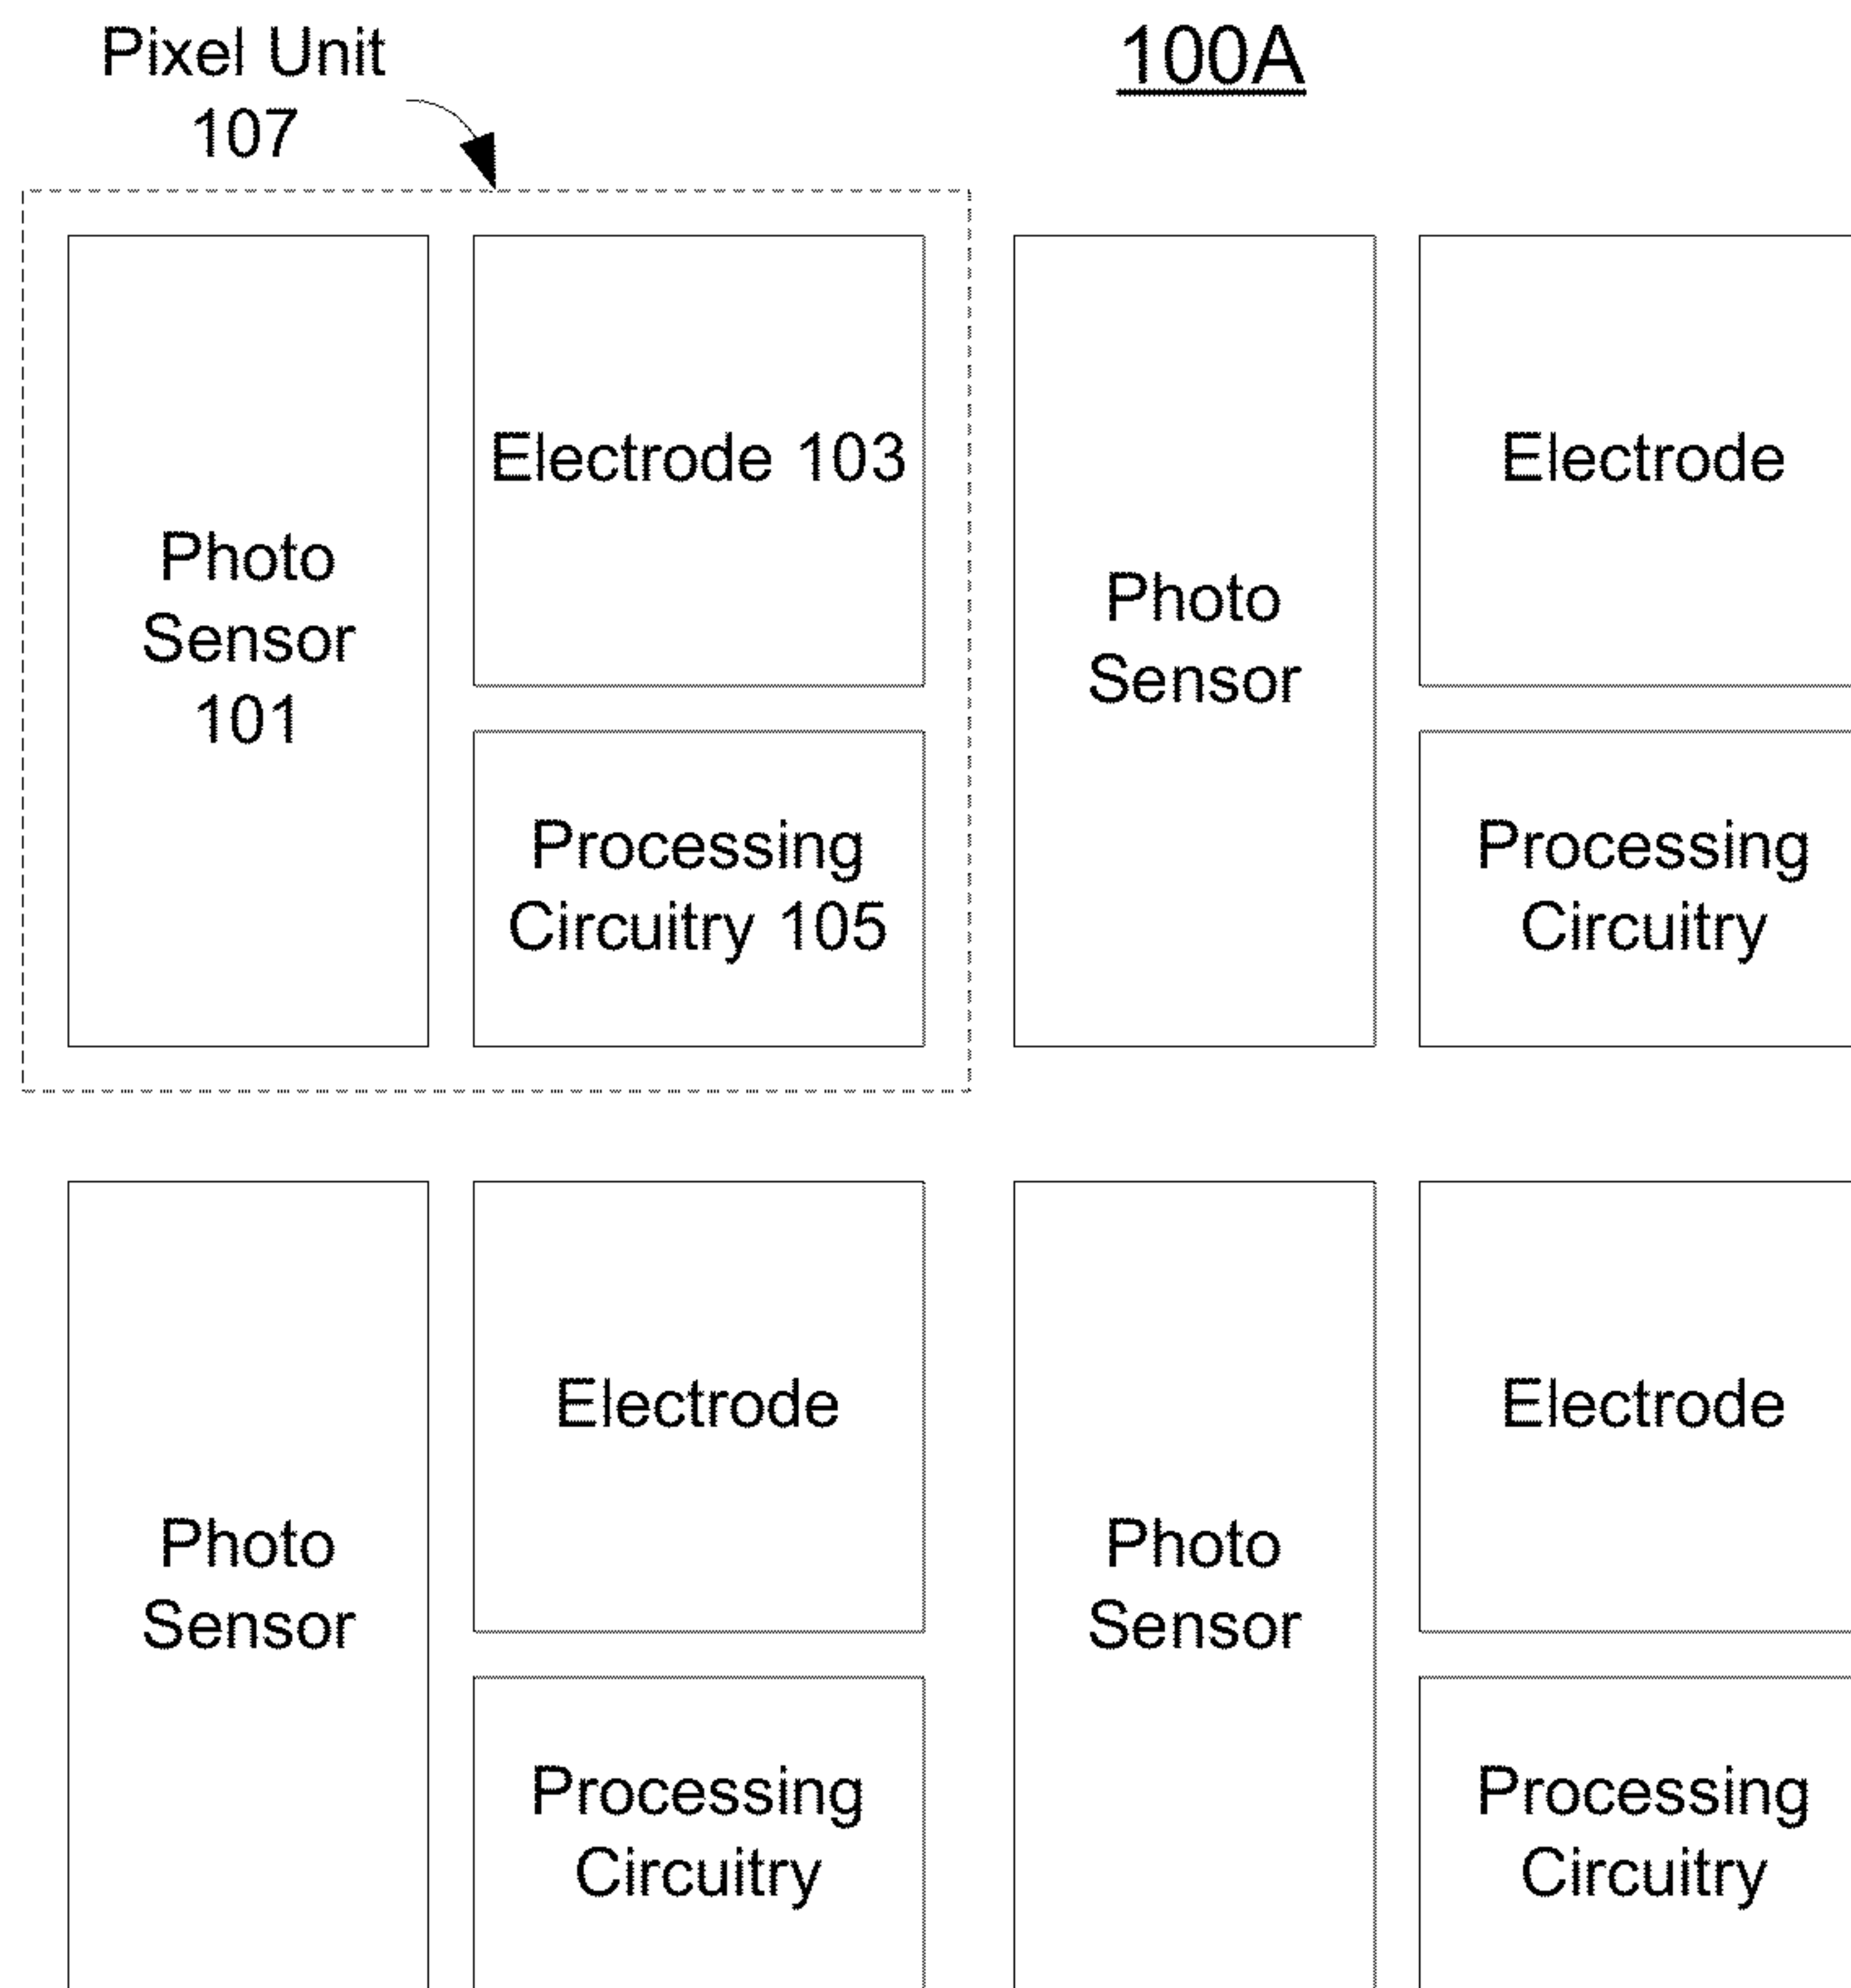 Pixel Unit
107
100A
Photo
Sensor
101
Electrode 103
Processing
Circuitry 105
Photo
Sensor
Electrode
Processing
Circuitry
Photo
Sensor
Electrode
Processing
Circuitry
Photo
Sensor
Electrode
Processing
Circuitry